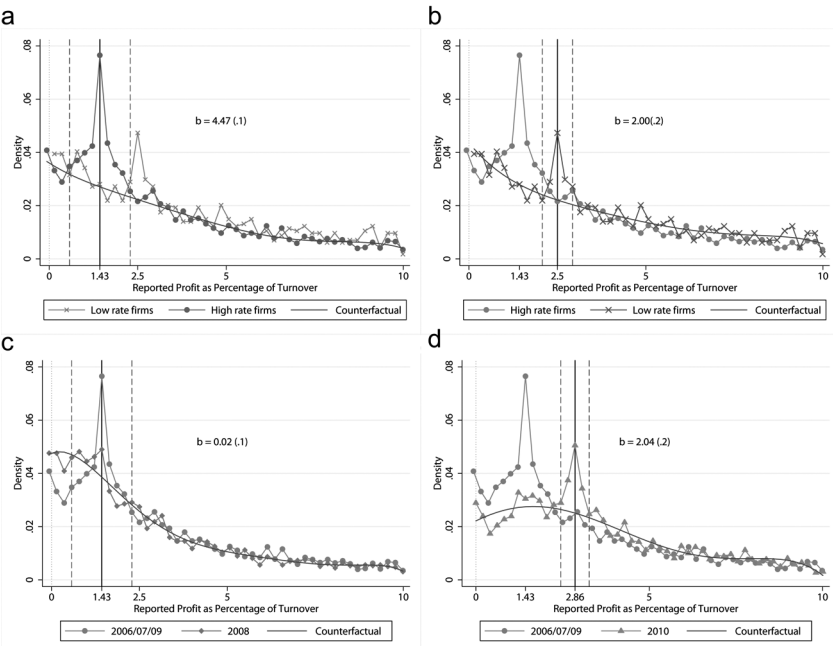 a
.08
.06
.04
.02
0
Density
b = 4.47 (.1)
0 1.43 2.5 5 10
Reported Profit as Percentage of Turnover
Low rate firms High rate firms Counterfactual
b
.08
.06
.04
.02
0
Density
b = 2.00(.2)
0 1.43 2.5 5 10
Reported Profit as Percentage of Turnover
High rate firms Low rate firms Counterfactual
c
.08
.06
.04
.02
0
Density
b = 0.02 (.1)
0 1.43 2.5 5 10
Reported Profit as Percentage of Turnover
2006/07/09 2008 Counterfactual
d
.08
.06
.04
.02
0
Density
b = 2.04 (.2)
0 1.43 2.86 5 10
Reported Profit as Percentage of Turnover
2006/07/09 2010 Counterfactual